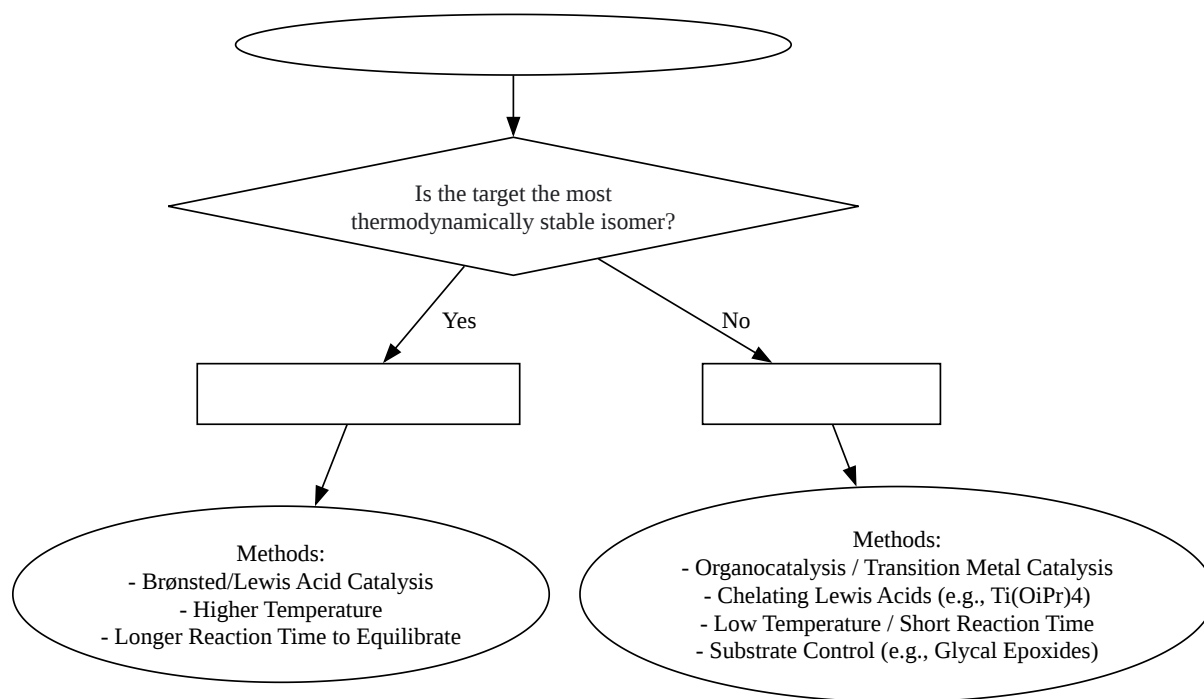 Is the target the most
thermodynamically stable isomer?
Yes
No
Methods:
- Brønsted/Lewis Acid Catalysis
- Higher Temperature
- Longer Reaction Time to Equilibrate
Methods:
- Organocatalysis / Transition Metal Catalysis
- Chelating Lewis Acids (e.g., Ti(OiPr)4)
- Low Temperature / Short Reaction Time
- Substrate Control (e.g., Glycal Epoxides)